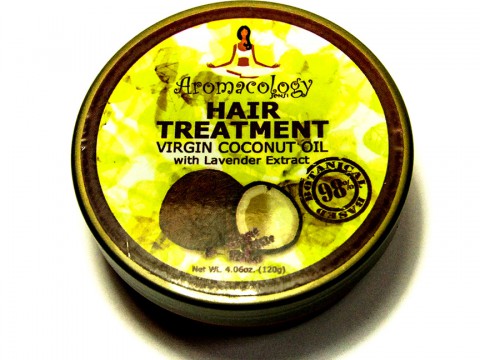 Aromacology
HAIR
TREATMENT
VIRGIN COCONUT OIL
with Lavender Extract
98%
BOTANICAL BASED
Net Wt. 4.06oz. (120g)